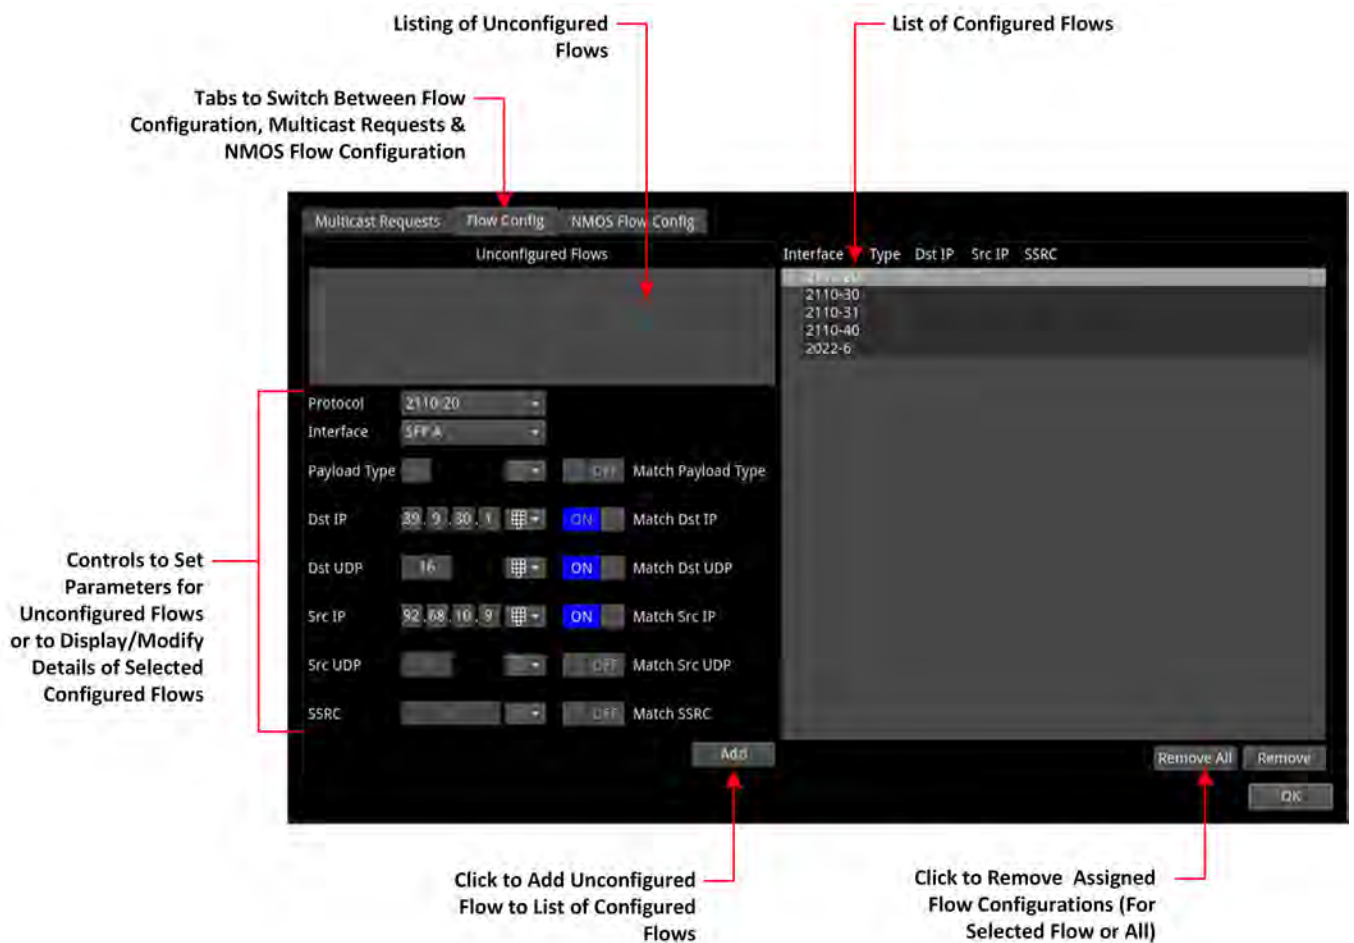 Listing of Unconfigured
Flows
List of Configured Flows
Tabs to Switch Between Flow
Configuration, Multicast Requests &
NMOS Flow Configuration
Multicast Requests Flow Config NMOS Flow Config
Unconfigured Flows
Interface Type Dst IP Src IP SSRC
2110-20
2110-30
2110-31
2110-40
2022-6
Protocol 2110-20
Interface SFP A
Payload Type OFF Match Payload Type
Dst IP 39 . 9 . 30 . 1 ON Match Dst IP
Dst UDP 16 ON Match Dst UDP
Src IP 92 . 68 . 10 . 9 ON Match Src IP
Src UDP OFF Match Src UDP
SSRC OFF Match SSRC
Add
Remove All Remove
OK
Controls to Set
Parameters for
Unconfigured Flows
or to Display/Modify
Details of Selected
Configured Flows
Click to Add Unconfigured
Flow to List of Configured
Flows
Click to Remove Assigned
Flow Configurations (For
Selected Flow or All)